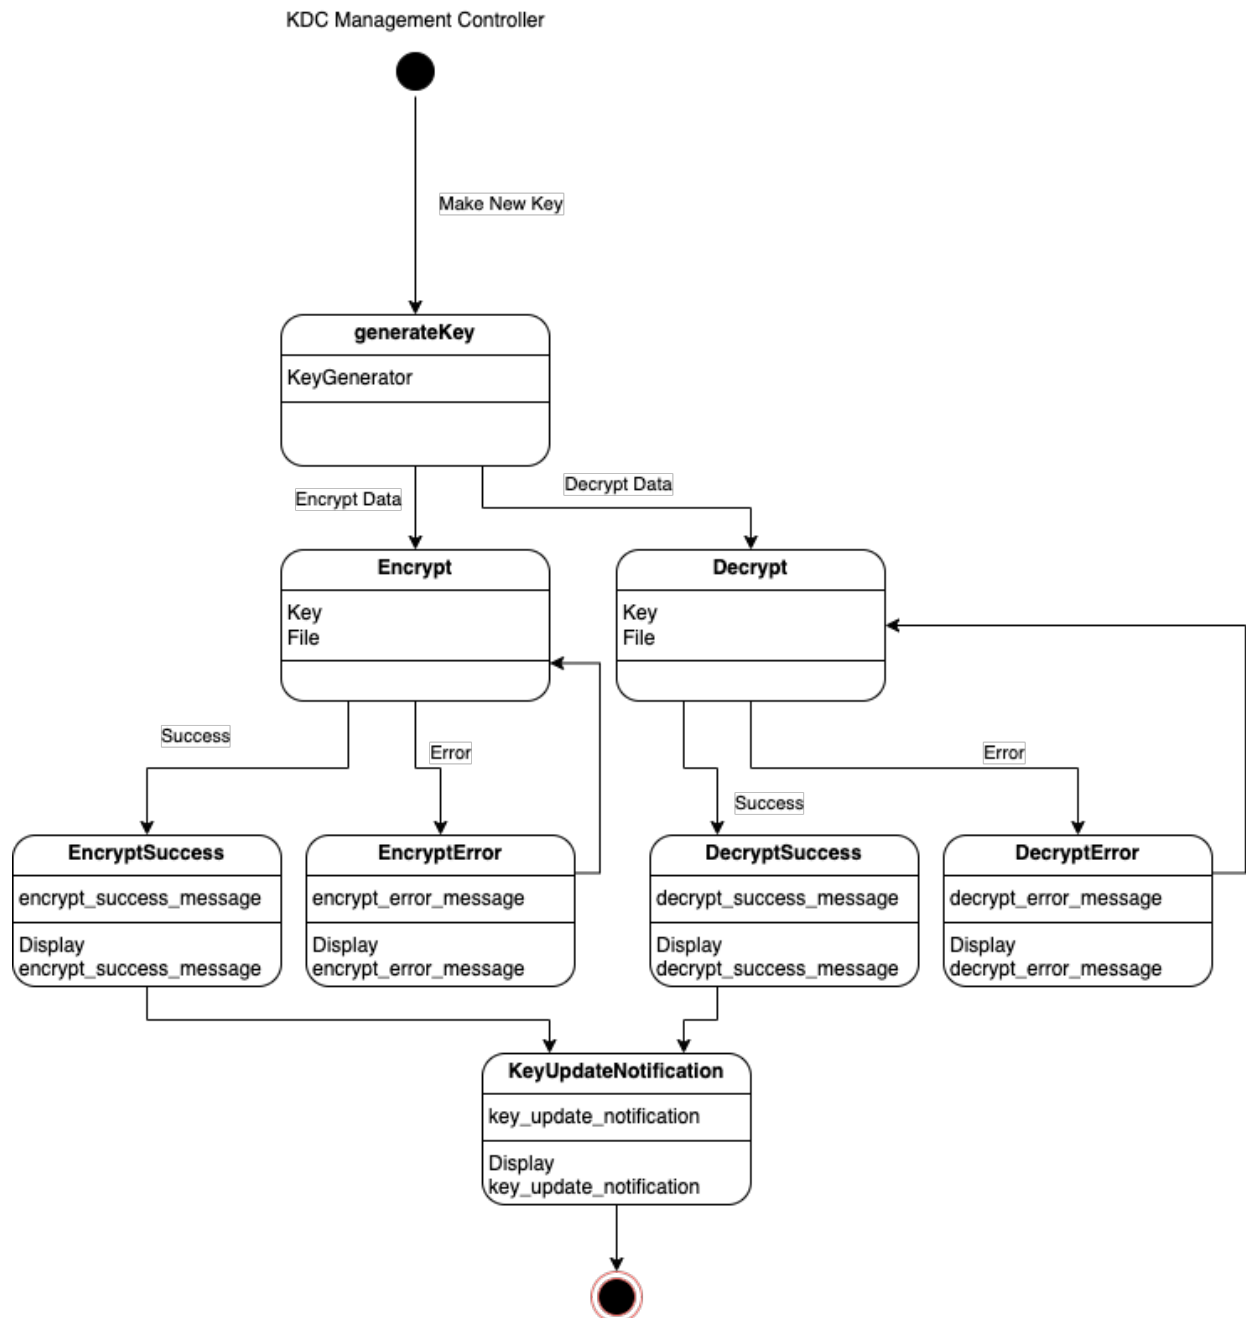 KDC Management Controller
Make New Key
generateKey
KeyGenerator
Encrypt Data
Decrypt Data
Encrypt
Key
File
Decrypt
Key
File
Success
Error
Success
Error
EncryptSuccess
encrypt_success_message
Display
encrypt_success_message
EncryptError
encrypt_error_message
Display
encrypt_error_message
DecryptSuccess
decrypt_success_message
Display
decrypt_success_message
DecryptError
decrypt_error_message
Display
decrypt_error_message
KeyUpdateNotification
key_update_notification
Display
key_update_notification